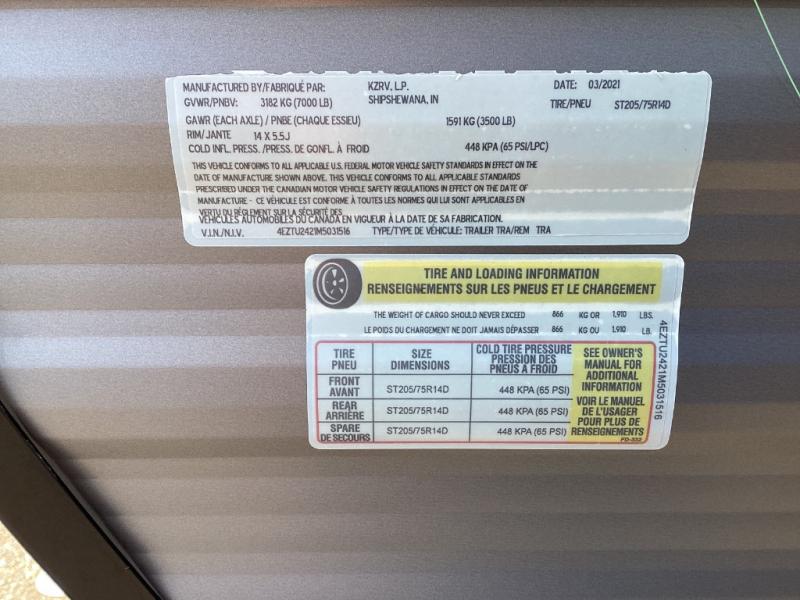 MANUFACTURED BY/FABRIQUÉ PAR: KZRV, L.P. DATE: 03/2021
GVWR/PNBV: 3182 KG (7000 LB) SHIPSHEWANA, IN TIRE/PNEU ST205/75R14D
GAWR (EACH AXLE) / PNBE (CHAQUE ESSIEU) 1591 KG (3500 LB)
RIM/JANTE 14 X 5.5J
COLD INFL. PRESS./PRESS. DE GONFL. À FROID 448 KPA (65 PSI/LPC)
THIS VEHICLE CONFORMS TO ALL APPLICABLE U.S. FEDERAL MOTOR VEHICLE SAFETY STANDARDS IN EFFECT ON THE
DATE OF MANUFACTURE SHOWN ABOVE. THIS VEHICLE CONFORMS TO ALL APPLICABLE STANDARDS
PRESCRIBED UNDER THE CANADIAN MOTOR VEHICLE SAFETY REGULATIONS IN EFFECT ON THE DATE OF
MANUFACTURE - CE VÉHICULE EST CONFORME À TOUTES LES NORMES QUI LUI SONT APPLICABLES EN
VERTU DU RÈGLEMENT SUR LA SÉCURITÉ DES
VÉHICULES AUTOMOBILES DU CANADA EN VIGUEUR À LA DATE DE SA FABRICATION.
V.I.N./N.I.V. 4EZTU2421M5031516 TYPE/TYPE DE VÉHICULE: TRAILER TRA/REM TRA
TIRE AND LOADING INFORMATION
RENSEIGNEMENTS SUR LES PNEUS ET LE CHARGEMENT
THE WEIGHT OF CARGO SHOULD NEVER EXCEED 866 KG OR 1,910 LBS.
LE POIDS DU CHARGEMENT NE DOIT JAMAIS DÉPASSER 866 KG OU 1,910 LB.
TIRE PNEU SIZE DIMENSIONS COLD TIRE PRESSURE PRESSION DES PNEUS A FROID
FRONT AVANT ST205/75R14D 448 KPA (65 PSI)
REAR ARRIÈRE ST205/75R14D 448 KPA (65 PSI)
SPARE DE SECOURS ST205/75R14D 448 KPA (65 PSI)
SEE OWNER'S
MANUAL FOR
ADDITIONAL
INFORMATION
VOIR LE MANUEL
DE L'USAGER
POUR PLUS DE
RENSEIGNEMENTS
FD-332
4EZTU2421M5031516